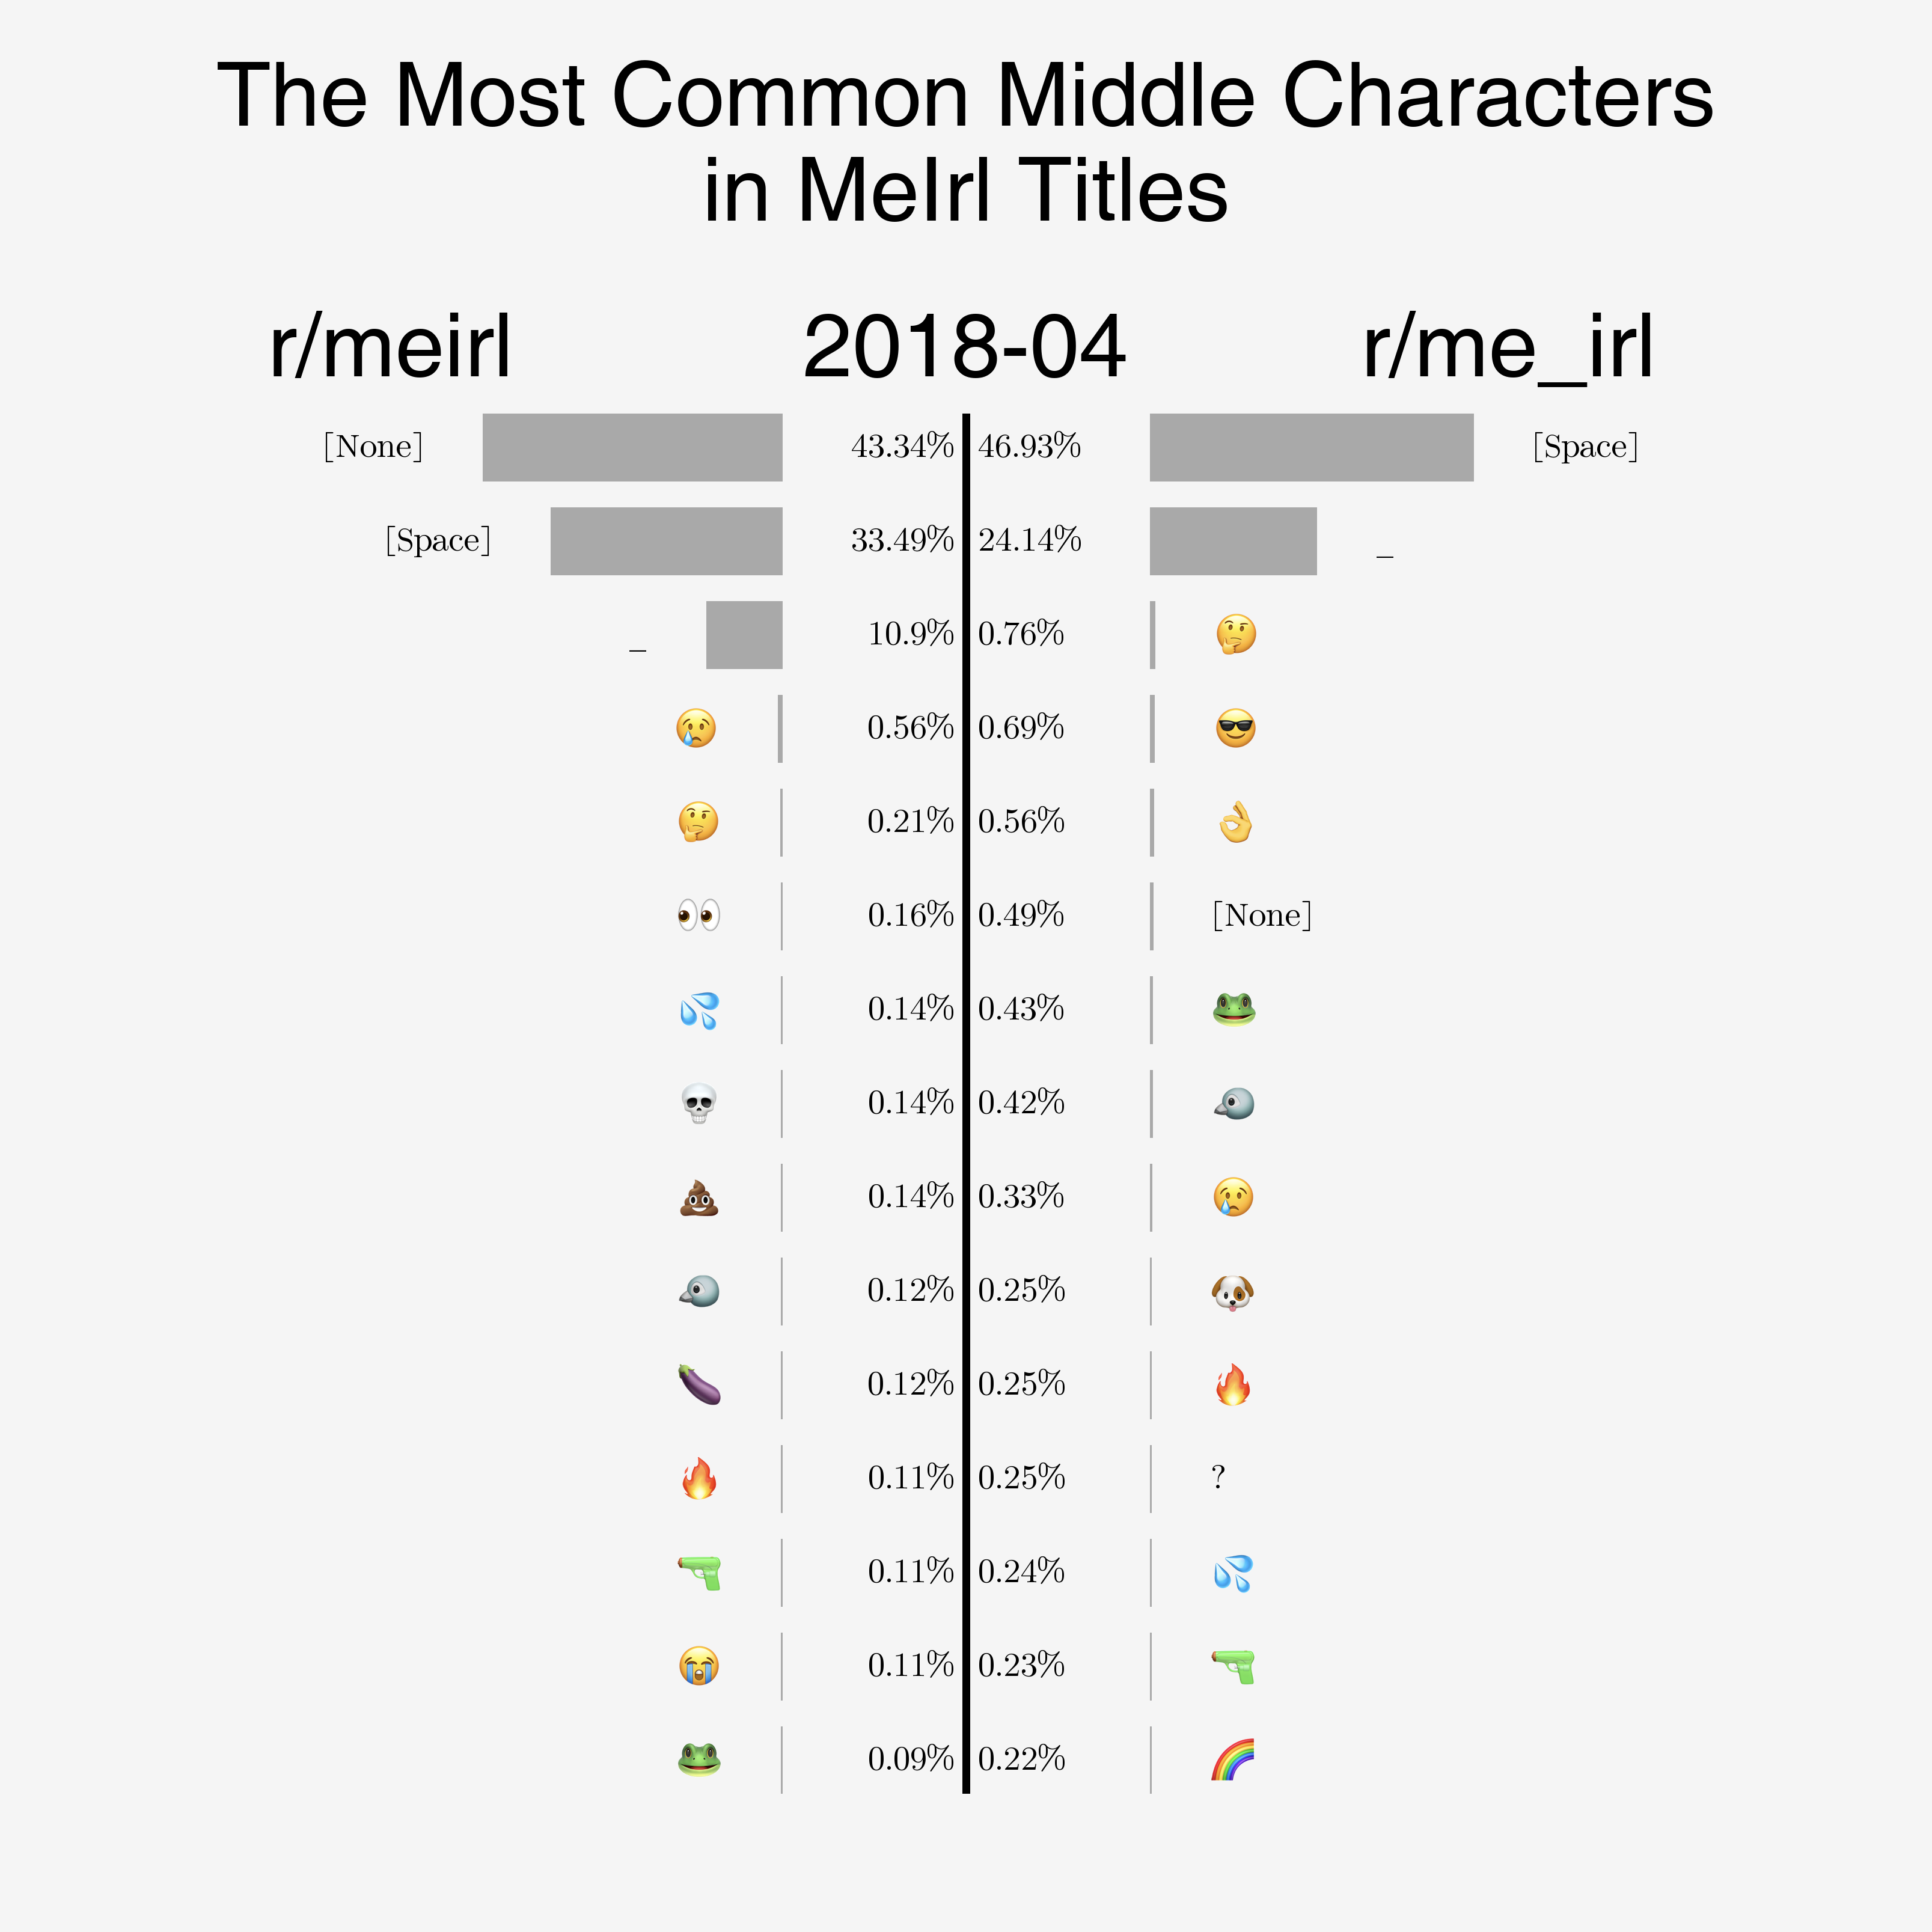 The Most Common Middle Characters
in MeIrl Titles
r/meirl 2018-04 r/me_irl
[None] 43.34% 46.93% [Space]
[Space] 33.49% 24.14% _
_ 10.9% 0.76% 🤔
😢 0.56% 0.69% 😎
🤔 0.21% 0.56% 👌
👀 0.16% 0.49% [None]
💦 0.14% 0.43% 🐸
💀 0.14% 0.42% 🐦
💩 0.14% 0.33% 😢
🐦 0.12% 0.25% 🐶
🍆 0.12% 0.25% 🔥
🔥 0.11% 0.25% ?
🔫 0.11% 0.24% 💦
😭 0.11% 0.23% 🔫
🐸 0.09% 0.22% 🌈